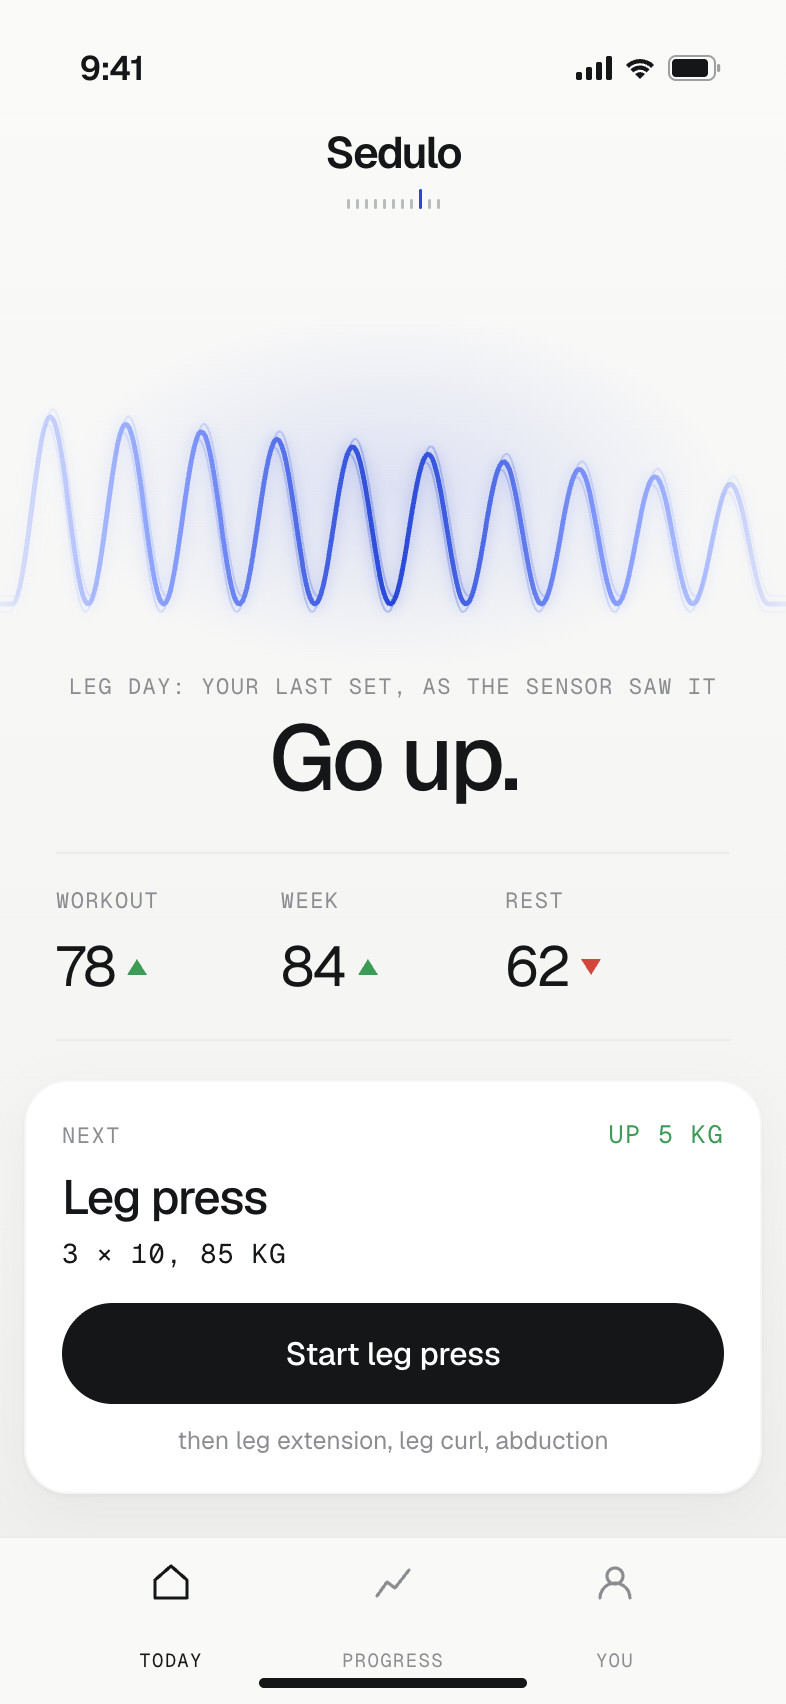 9:41
Sedulo
LEG DAY: YOUR LAST SET, AS THE SENSOR SAW IT
Go up.
WORKOUT WEEK REST
78 84 62
NEXT UP 5 KG
Leg press
3 × 10, 85 KG
Start leg press
then leg extension, leg curl, abduction
TODAY PROGRESS YOU